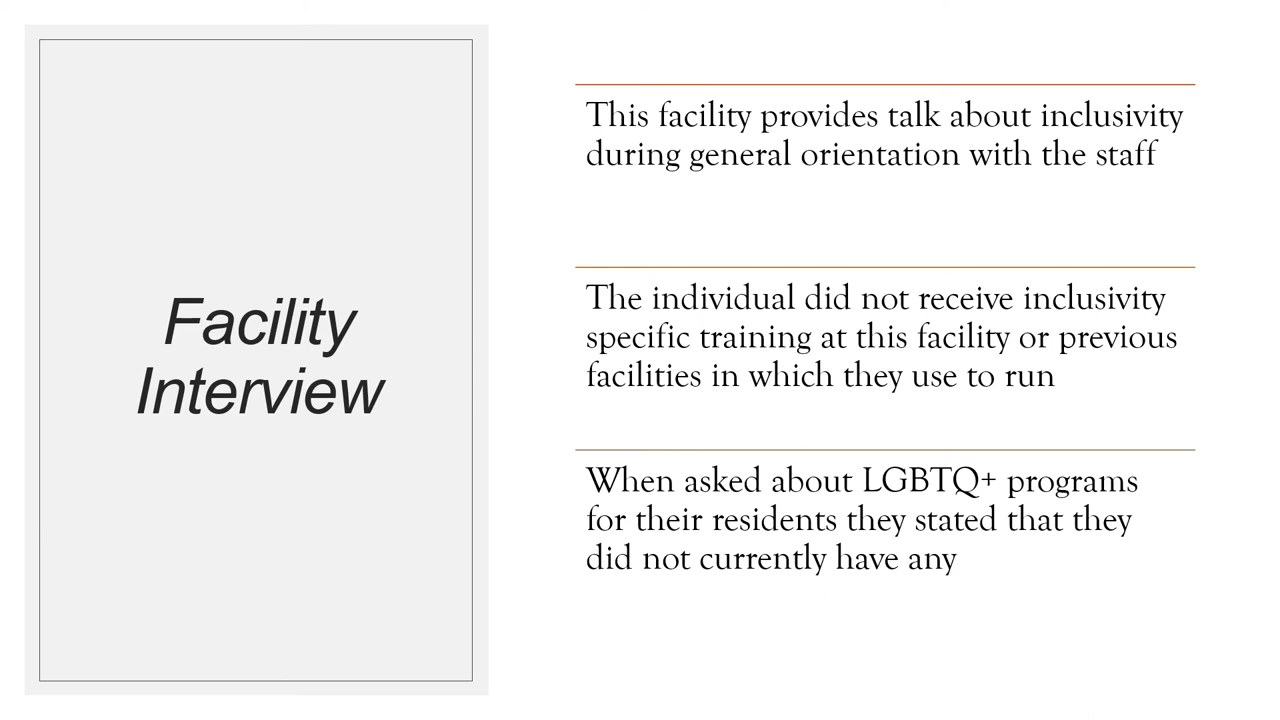 Facility
Interview
This facility provides talk about inclusivity
during general orientation with the staff
The individual did not receive inclusivity
specific training at this facility or previous
facilities in which they use to run
When asked about LGBTQ+ programs
for their residents they stated that they
did not currently have any